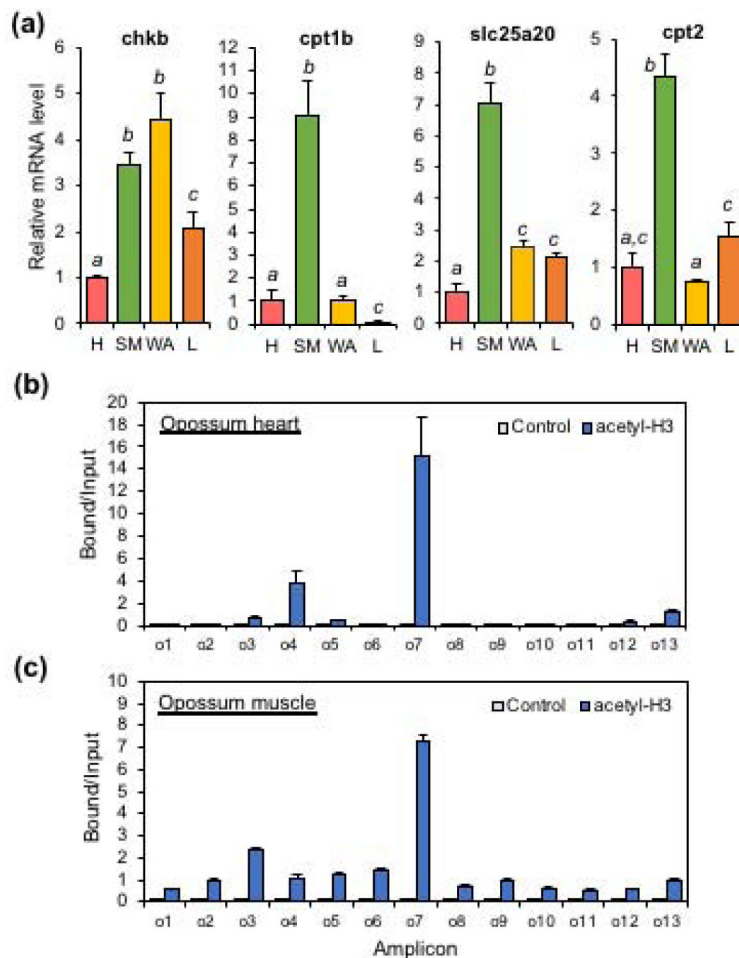 (a)
chkb
cpt1b
slc25a20
cpt2
Relative mRNA level
6
5
4
3
2
1
0
a
b
b
c
H SM WA L
12
11
10
9
8
7
6
5
4
3
2
1
0
a
b
a
c
H SM WA L
9
8
7
6
5
4
3
2
1
0
a
b
c
c
H SM WA L
5
4
3
2
1
0
a,c
b
a
c
H SM WA L
(b)
Opossum heart
Control acetyl-H3
Bound/Input
20
18
16
14
12
10
8
6
4
2
0
o1 o2 o3 o4 o5 o6 o7 o8 o9 o10 o11 o12 o13
(c)
Opossum muscle
Control acetyl-H3
Bound/Input
10
9
8
7
6
5
4
3
2
1
0
o1 o2 o3 o4 o5 o6 o7 o8 o9 o10 o11 o12 o13
Amplicon